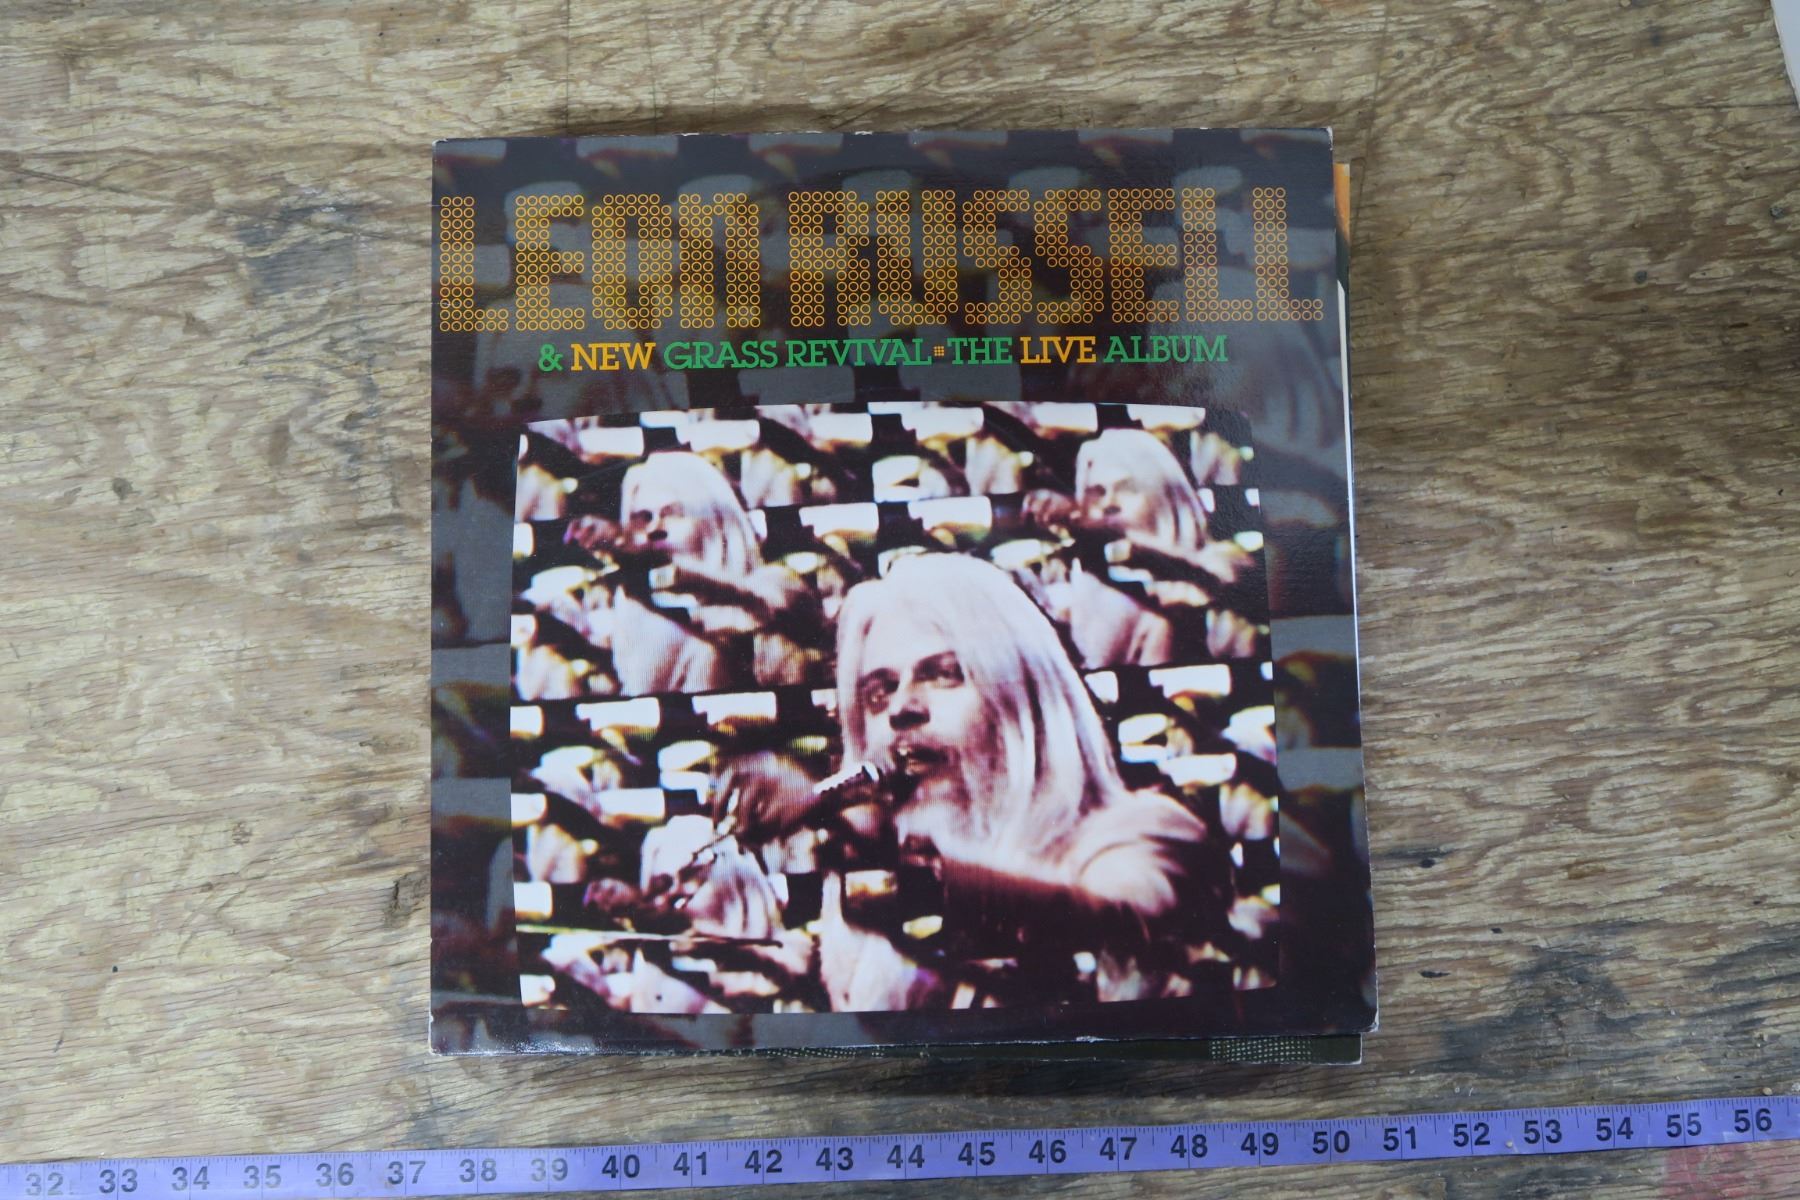 LEON RUSSELL
& NEW GRASS REVIVAL THE LIVE ALBUM
32 33 34 35 36 37 38 39 40 41 42 43 44 45 46 47 48 49 50 51 52 53 54 55 56